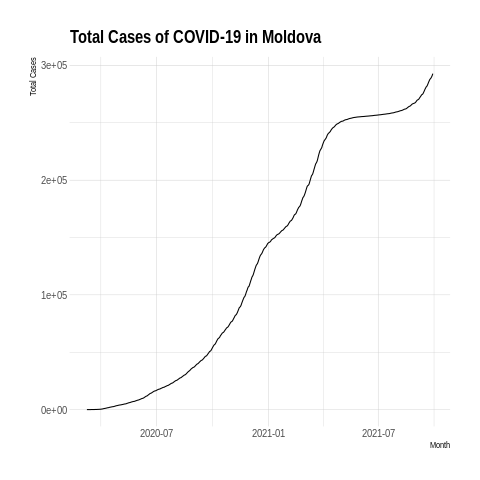 Total Cases of COVID-19 in Moldova
Total Cases
3e+05
2e+05
1e+05
0e+00
2020-07 2021-01 2021-07
Month